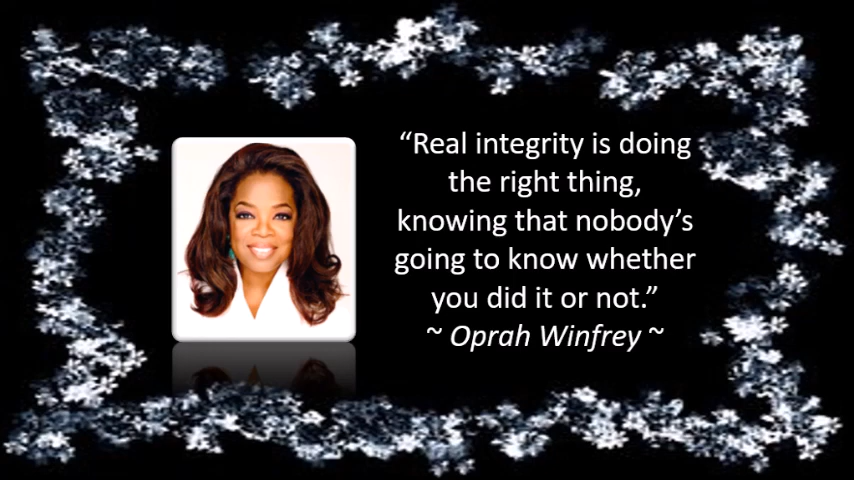 “Real integrity is doing
the right thing,
knowing that nobody’s
going to know whether
you did it or not.”
~ Oprah Winfrey ~